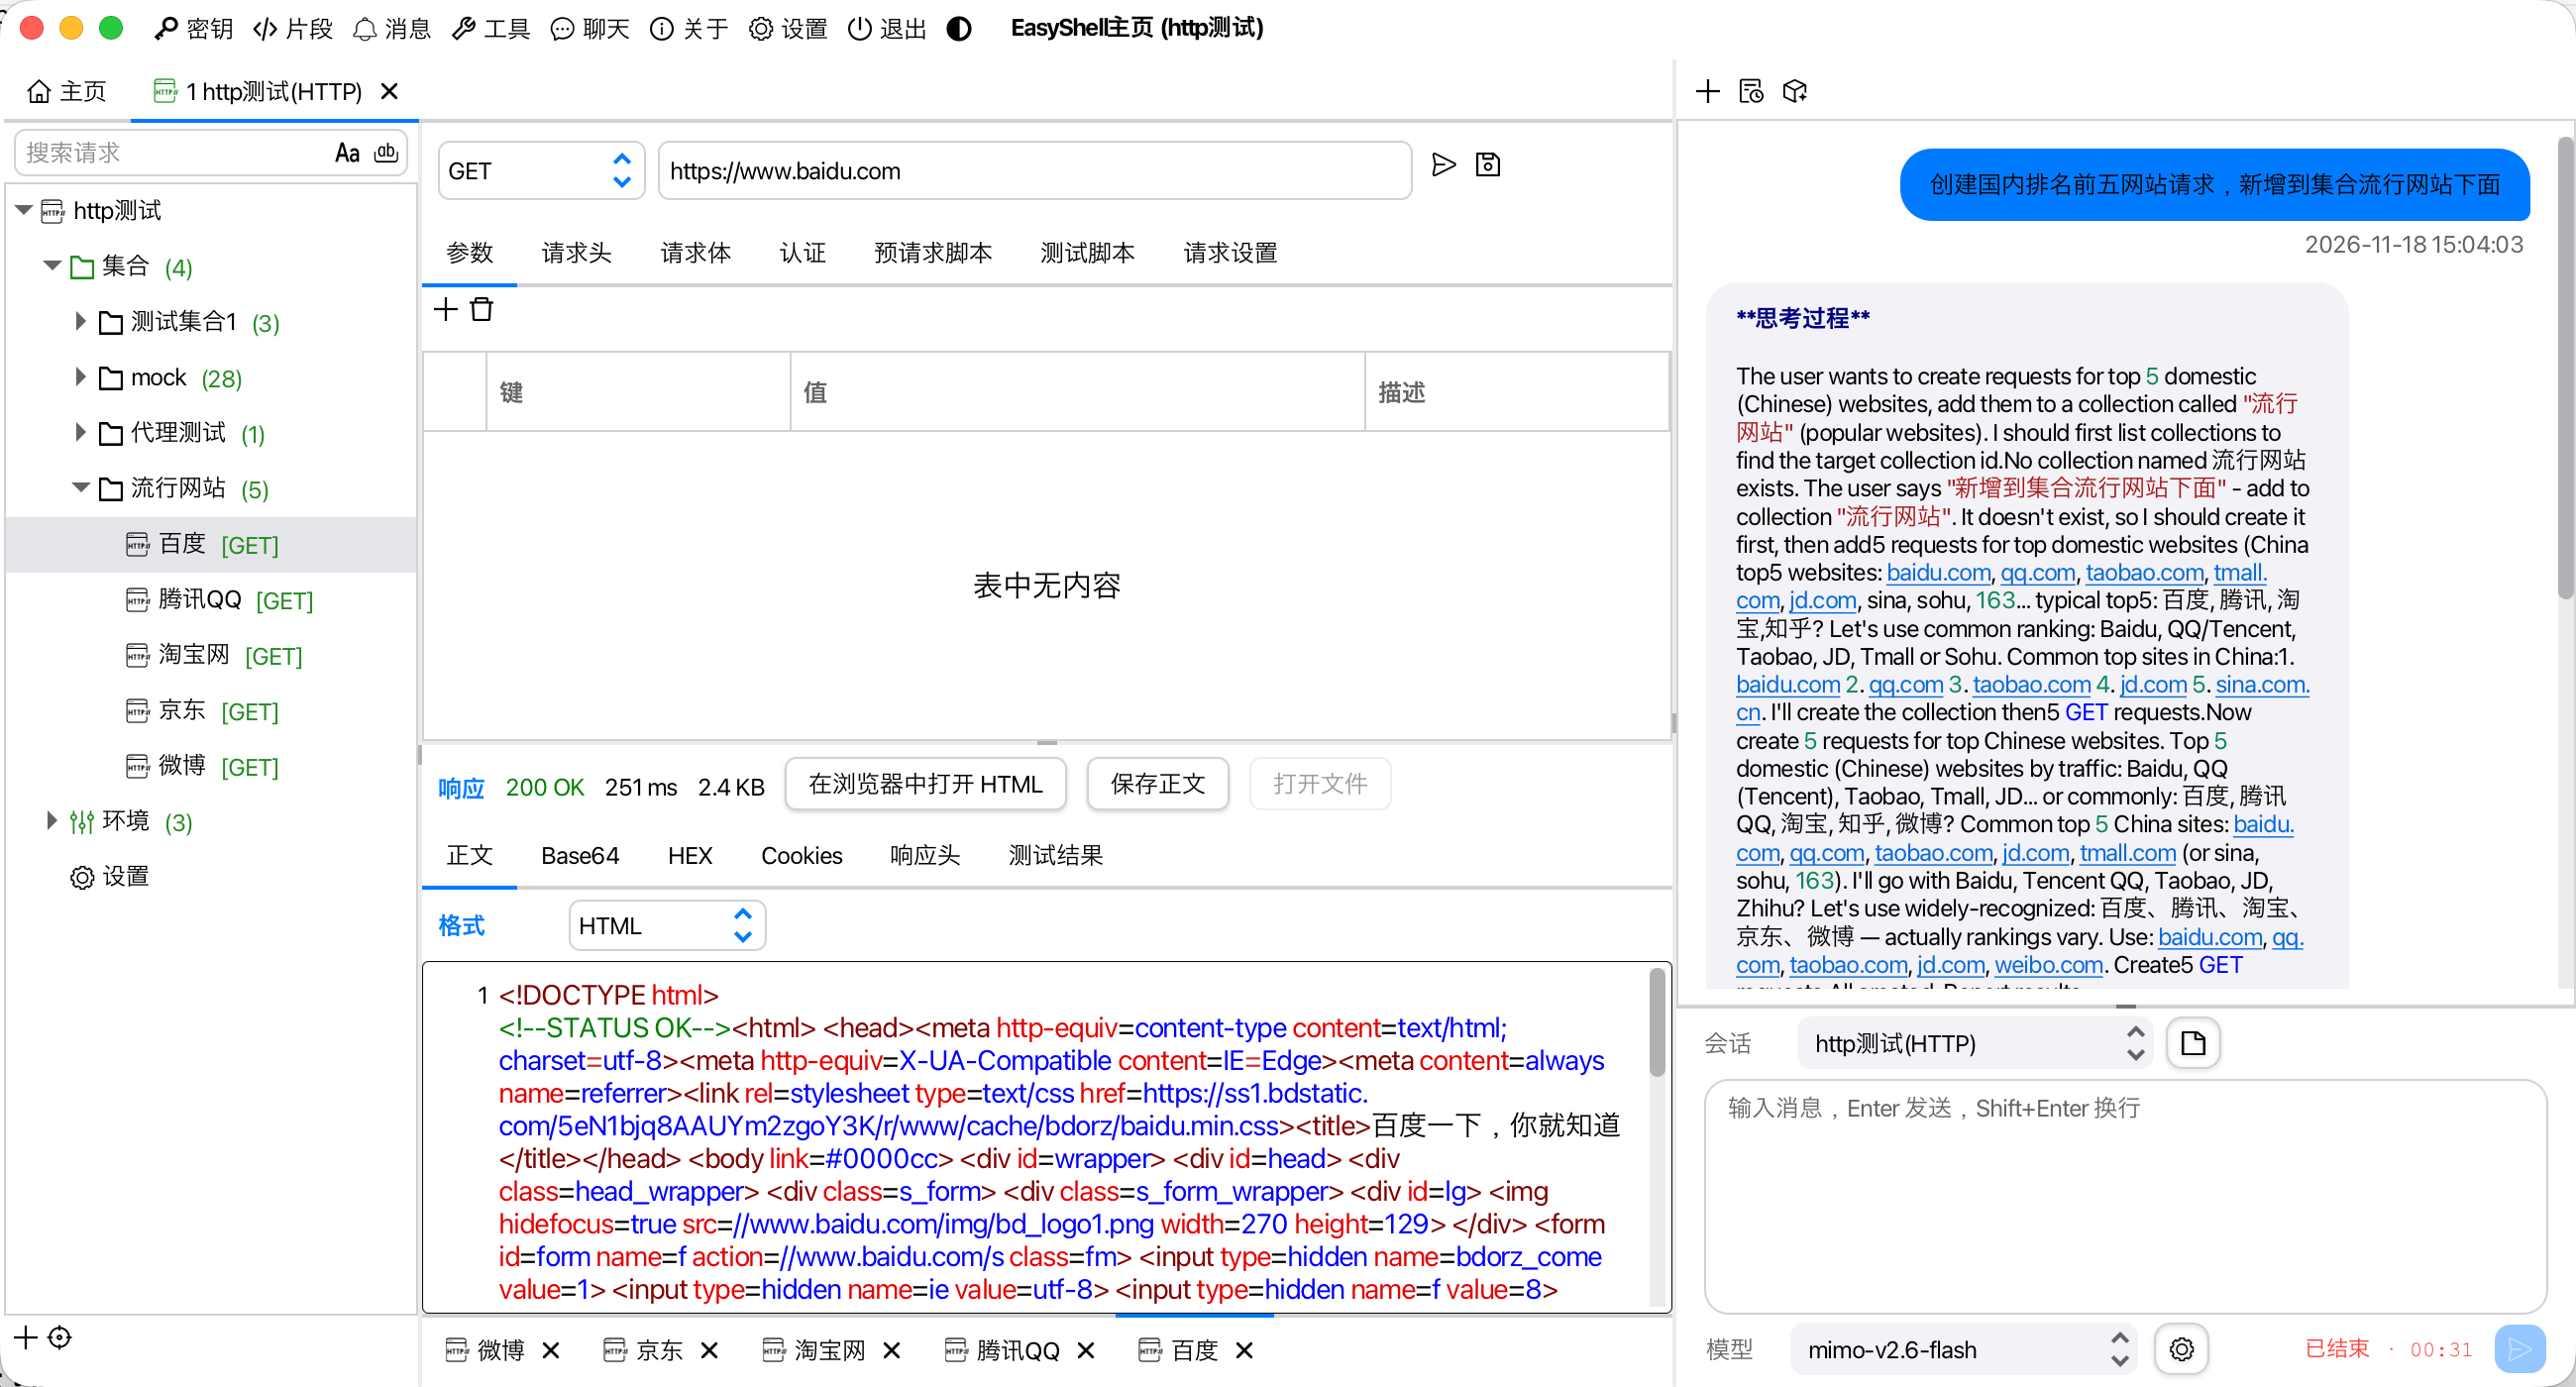 密钥 片段 消息 工具 聊天 关于 设置 退出 EasyShell主页 (http测试)
主页 1 http测试(HTTP)
搜索请求 Aa ab
http测试
集合 (4)
测试集合1 (3)
mock (28)
代理测试 (1)
流行网站 (5)
百度 [GET]
腾讯QQ [GET]
淘宝网 [GET]
京东 [GET]
微博 [GET]
环境 (3)
设置
GET https://www.baidu.com
参数 请求头 请求体 认证 预请求脚本 测试脚本 请求设置
键 值 描述
表中无内容
响应 200 OK 251 ms 2.4 KB 在浏览器中打开 HTML 保存正文 打开文件
正文 Base64 HEX Cookies 响应头 测试结果
格式 HTML
1 <!DOCTYPE html>
<!--STATUS OK--><html> <head><meta http-equiv=content-type content=text/html;
charset=utf-8><meta http-equiv=X-UA-Compatible content=IE=Edge><meta content=always
name=referrer><link rel=stylesheet type=text/css href=https://ss1.bdstatic.
com/5eN1bjq8AAUYm2zgoY3K/r/www/cache/bdorz/baidu.min.css><title>百度一下，你就知道
</title></head> <body link=#0000cc> <div id=wrapper> <div id=head> <div
class=head_wrapper> <div class=s_form> <div class=s_form_wrapper> <div id=lg> <img
hidefocus=true src=//www.baidu.com/img/bd_logo1.png width=270 height=129> </div> <form
id=form name=f action=//www.baidu.com/s class=fm> <input type=hidden name=bdorz_come
value=1> <input type=hidden name=ie value=utf-8> <input type=hidden name=f value=8>
微博 京东 淘宝网 腾讯QQ 百度
创建国内排名前五网站请求，新增到集合流行网站下面
2026-11-18 15:04:03
**思考过程**
The user wants to create requests for top 5 domestic
(Chinese) websites, add them to a collection called "流行
网站" (popular websites). I should first list collections to
find the target collection id.No collection named 流行网站
exists. The user says "新增到集合流行网站下面" - add to
collection "流行网站". It doesn't exist, so I should create it
first, then add5 requests for top domestic websites (China
top5 websites: baidu.com, qq.com, taobao.com, tmall.
com, jd.com, sina, sohu, 163... typical top5: 百度, 腾讯, 淘
宝,知乎? Let's use common ranking: Baidu, QQ/Tencent,
Taobao, JD, Tmall or Sohu. Common top sites in China:1.
baidu.com 2. qq.com 3. taobao.com 4. jd.com 5. sina.com.
cn. I'll create the collection then5 GET requests.Now
create 5 requests for top Chinese websites. Top 5
domestic (Chinese) websites by traffic: Baidu, QQ
(Tencent), Taobao, Tmall, JD... or commonly: 百度, 腾讯
QQ, 淘宝, 知乎, 微博? Common top 5 China sites: baidu.
com, qq.com, taobao.com, jd.com, tmall.com (or sina,
sohu, 163). I'll go with Baidu, Tencent QQ, Taobao, JD,
Zhihu? Let's use widely-recognized: 百度、腾讯、淘宝、
京东、微博 — actually rankings vary. Use: baidu.com, qq.
com, taobao.com, jd.com, weibo.com. Create5 GET
会话 http测试(HTTP)
输入消息，Enter 发送，Shift+Enter 换行
模型 mimo-v2.6-flash 已结束 · 00:31